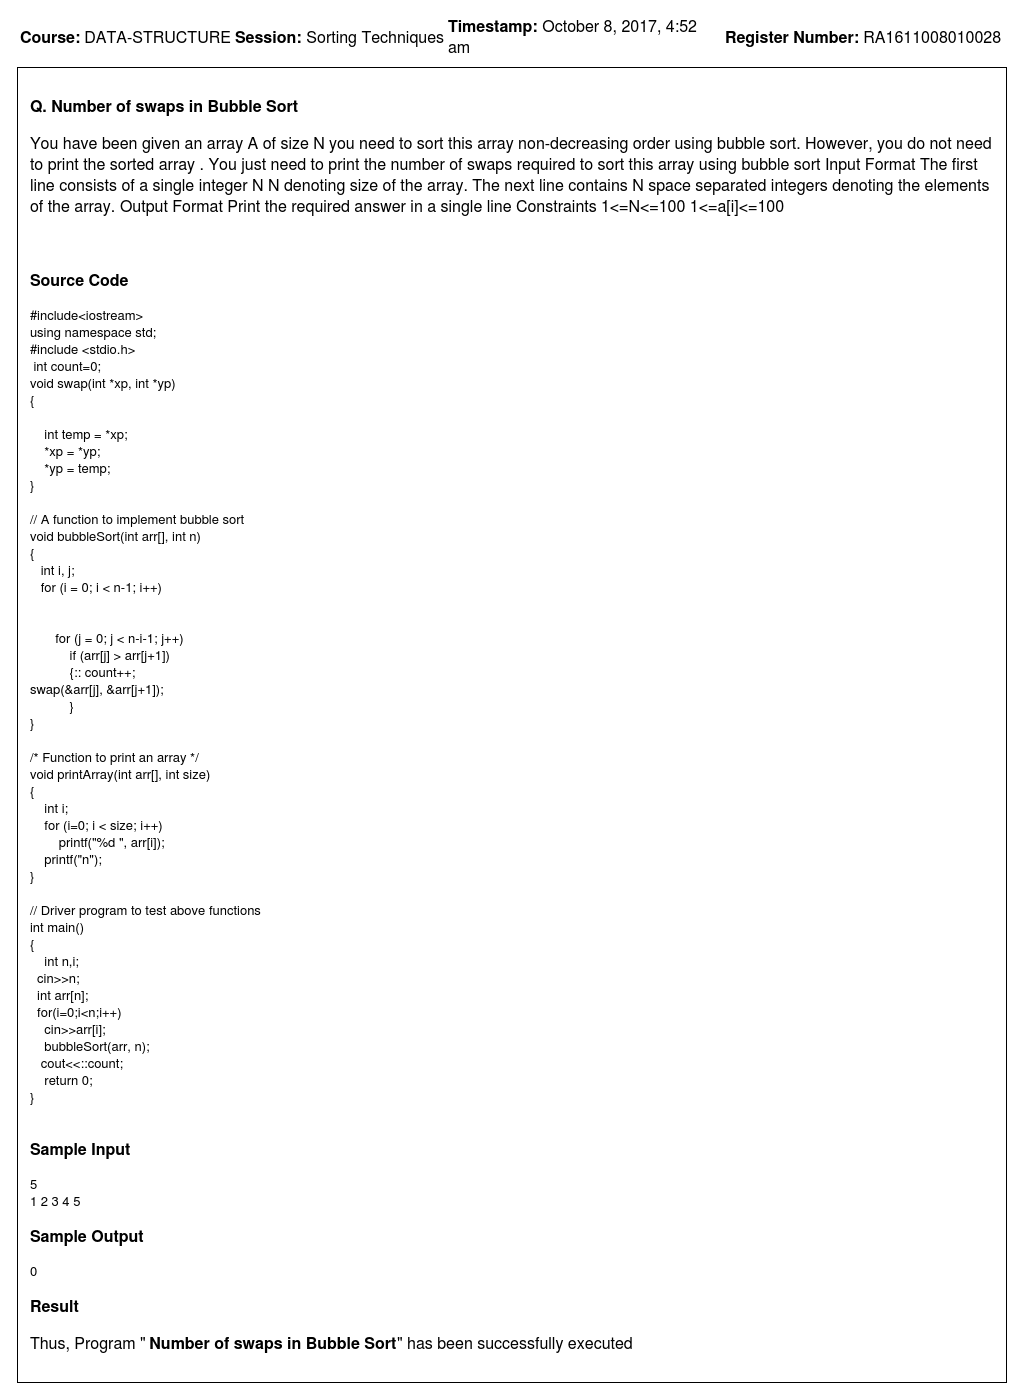 Course: DATA-STRUCTURE Session: Sorting Techniques Timestamp: October 8, 2017, 4:52 am Register Number: RA1611008010028
Q. Number of swaps in Bubble Sort
You have been given an array A of size N you need to sort this array non-decreasing order using bubble sort. However, you do not need
to print the sorted array . You just need to print the number of swaps required to sort this array using bubble sort Input Format The first
line consists of a single integer N N denoting size of the array. The next line contains N space separated integers denoting the elements
of the array. Output Format Print the required answer in a single line Constraints 1<=N<=100 1<=a[i]<=100
Source Code
#include<iostream>
using namespace std;
#include <stdio.h>
 int count=0;
void swap(int *xp, int *yp)
{
    int temp = *xp;
    *xp = *yp;
    *yp = temp;
}
// A function to implement bubble sort
void bubbleSort(int arr[], int n)
{
   int i, j;
   for (i = 0; i < n-1; i++)
       for (j = 0; j < n-i-1; j++)
           if (arr[j] > arr[j+1])
           {:: count++;
swap(&arr[j], &arr[j+1]);
           }
}
/* Function to print an array */
void printArray(int arr[], int size)
{
    int i;
    for (i=0; i < size; i++)
        printf("%d ", arr[i]);
    printf("n");
}
// Driver program to test above functions
int main()
{
    int n,i;
  cin>>n;
  int arr[n];
  for(i=0;i<n;i++)
    cin>>arr[i];
    bubbleSort(arr, n);
   cout<<::count;
    return 0;
}
Sample Input
5
1 2 3 4 5
Sample Output
0
Result
Thus, Program " Number of swaps in Bubble Sort" has been successfully executed